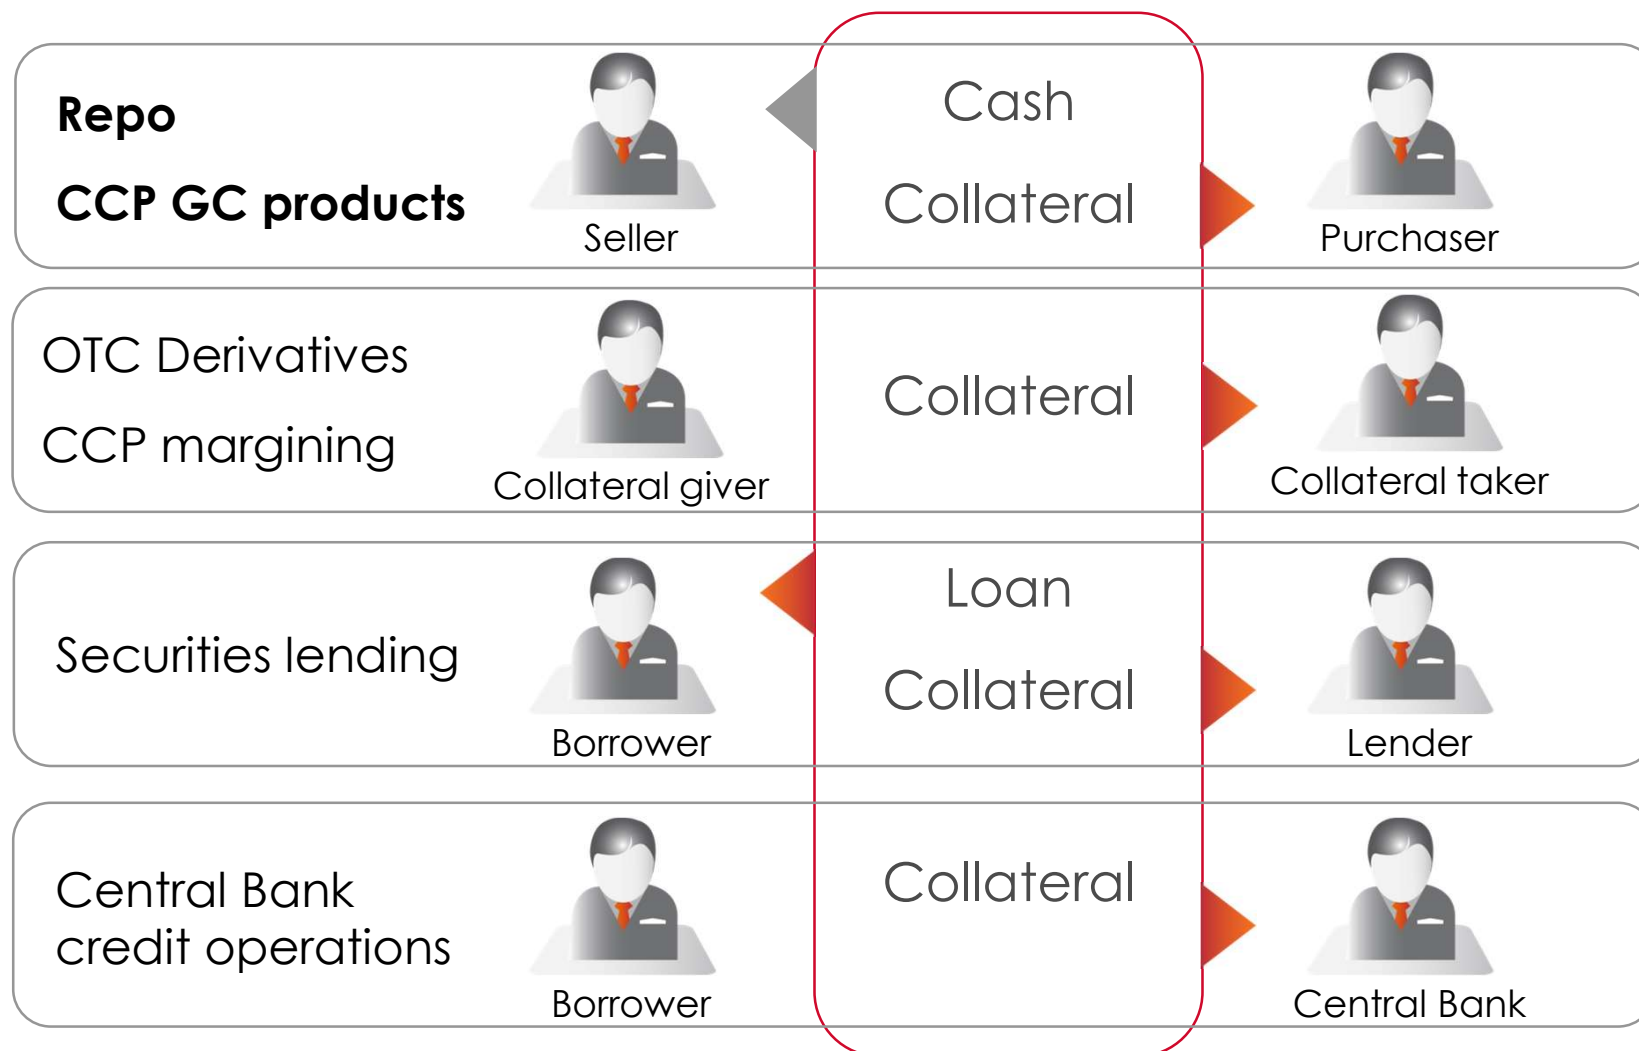 Repo
CCP GC products
Seller
Cash
Collateral
Purchaser
OTC Derivatives
CCP margining
Collateral giver
Collateral
Collateral taker
Securities lending
Borrower
Loan
Collateral
Lender
Central Bank
credit operations
Borrower
Collateral
Central Bank